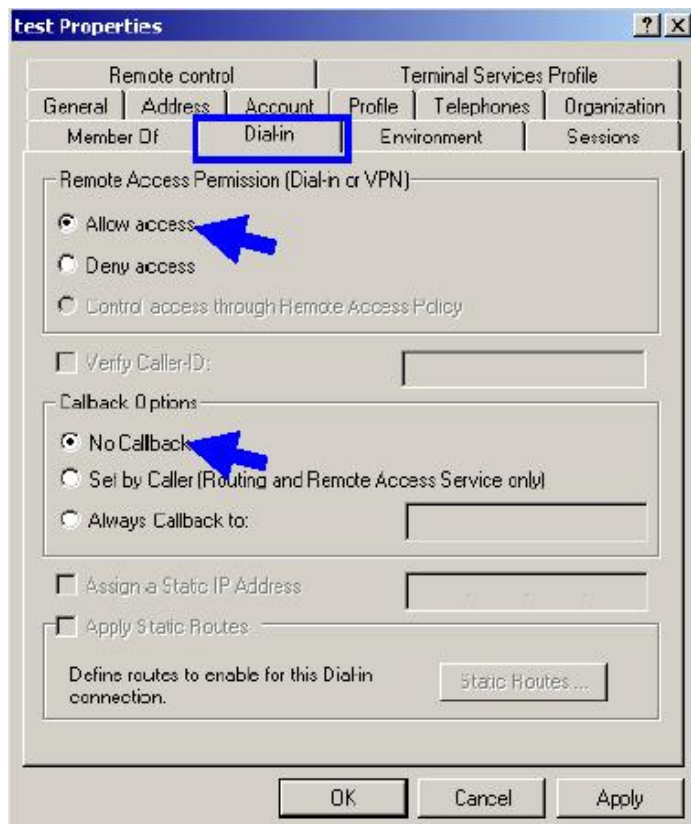 test Properties
Remote control Terminal Services Profile
General Address Account Profile Telephones Organization
Member Of Dial-in Environment Sessions
Remote Access Permission (Dial-in or VPN)
Allow access
Deny access
Control access through Remote Access Policy
Verify Caller-ID:
Callback Options
No Callback
Set by Caller (Routing and Remote Access Service only)
Always Callback to:
Assign a Static IP Address
Apply Static Routes
Define routes to enable for this Dial-in
connection.
Static Routes ...
OK Cancel Apply